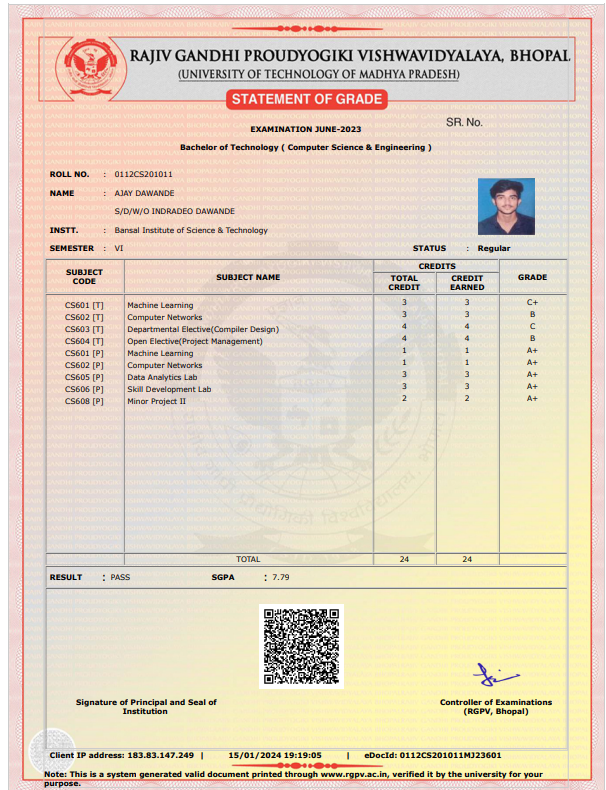 RAJIV GANDHI PROUDYOGIKI VISHWAVIDYALAYA, BHOPAL
(UNIVERSITY OF TECHNOLOGY OF MADHYA PRADESH)
STATEMENT OF GRADE
SR. No.
EXAMINATION JUNE-2023
Bachelor of Technology ( Computer Science & Engineering )
ROLL NO. : 0112CS201011
NAME : AJAY DAWANDE
S/D/W/O INDRADEO DAWANDE
INSTT. : Bansal Institute of Science & Technology
SEMESTER : VI STATUS : Regular
SUBJECT CODE SUBJECT NAME CREDITS TOTAL CREDIT CREDIT EARNED GRADE
CS601 [T] Machine Learning 3 3 C+
CS602 [T] Computer Networks 3 3 B
CS603 [T] Departmental Elective(Compiler Design) 4 4 C
CS604 [T] Open Elective(Project Management) 4 4 B
CS601 [P] Machine Learning 1 1 A+
CS602 [P] Computer Networks 1 1 A+
CS605 [P] Data Analytics Lab 3 3 A+
CS606 [P] Skill Development Lab 3 3 A+
CS608 [P] Minor Project II 2 2 A+
TOTAL 24 24
RESULT : PASS SGPA : 7.79
Signature of Principal and Seal of
Institution
Controller of Examinations
(RGPV, Bhopal)
Client IP address: 183.83.147.249 | 15/01/2024 19:19:05 | eDocId: 0112CS201011MJ23601
Note: This is a system generated valid document printed through www.rgpv.ac.in, verified it by the university for your
purpose.